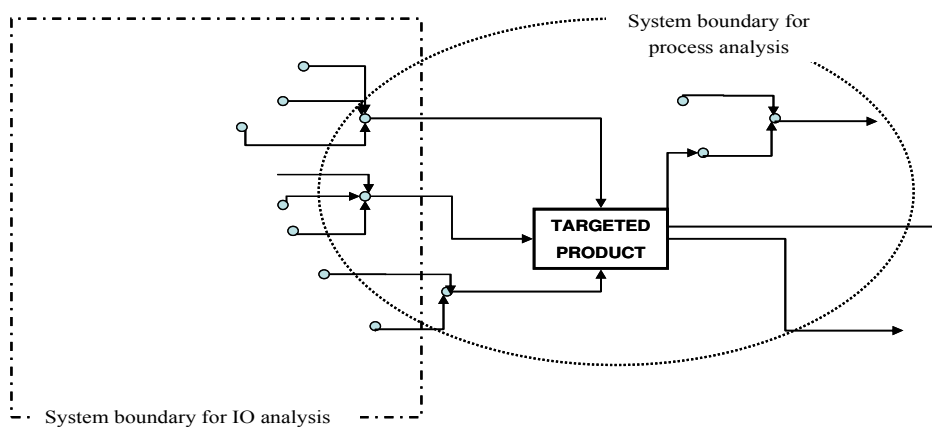 System boundary for
process analysis
TARGETED
PRODUCT
System boundary for IO analysis